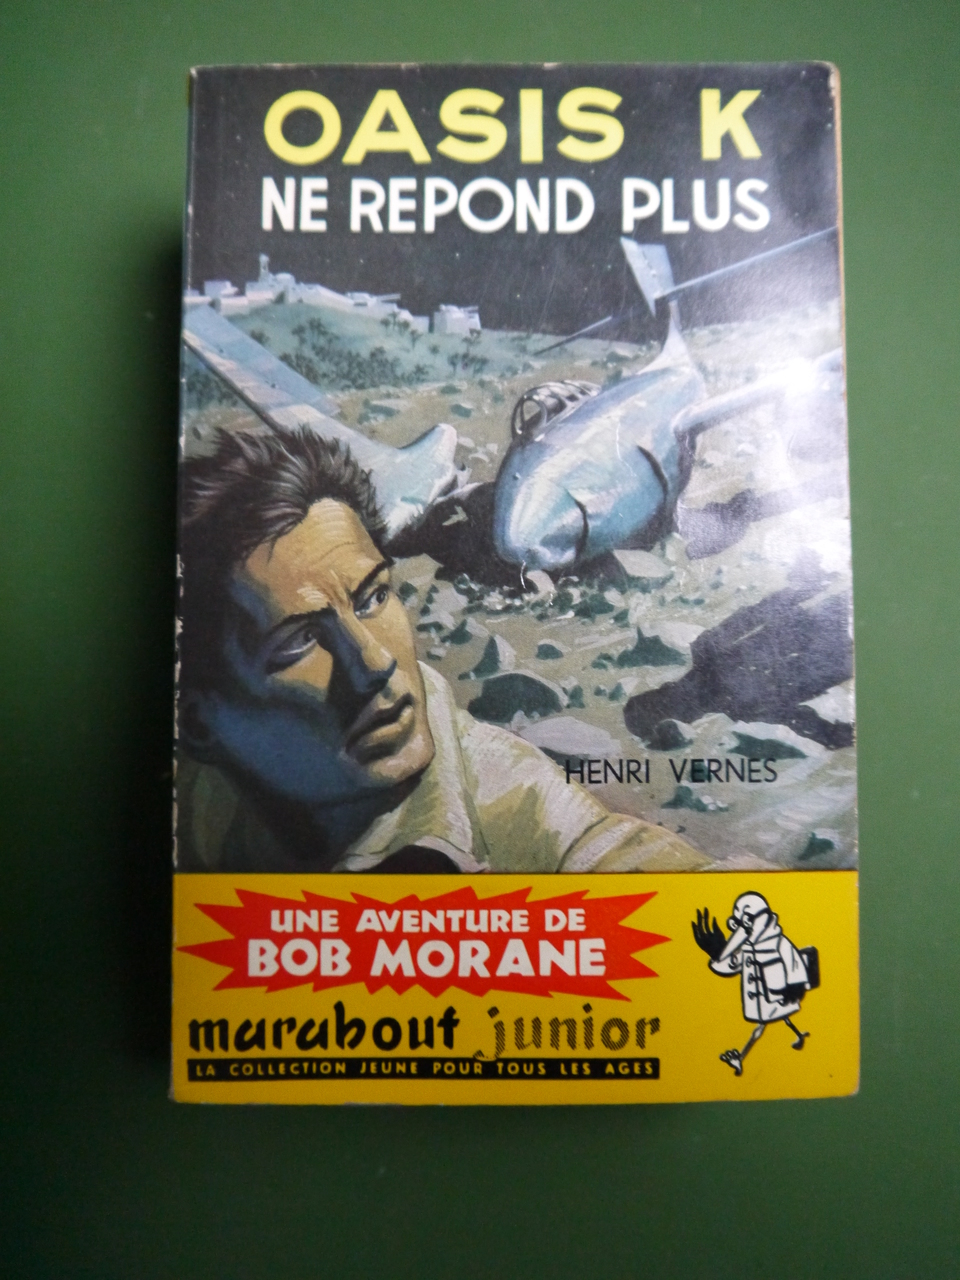 OASIS K
NE REPOND PLUS
HENRI VERNES
UNE AVENTURE DE
BOB MORANE
marabout junior
LA COLLECTION JEUNE POUR TOUS LES AGES